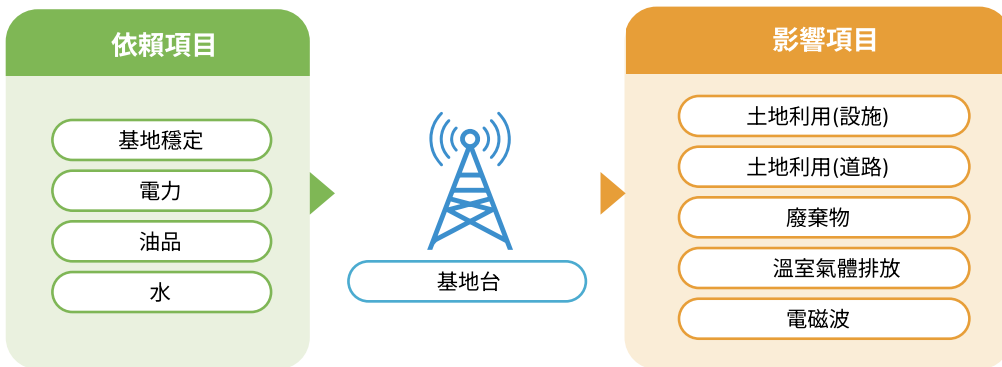 依賴項目
基地穩定
電力
油品
水
基地台
影響項目
土地利用(設施)
土地利用(道路)
廢棄物
溫室氣體排放
電磁波